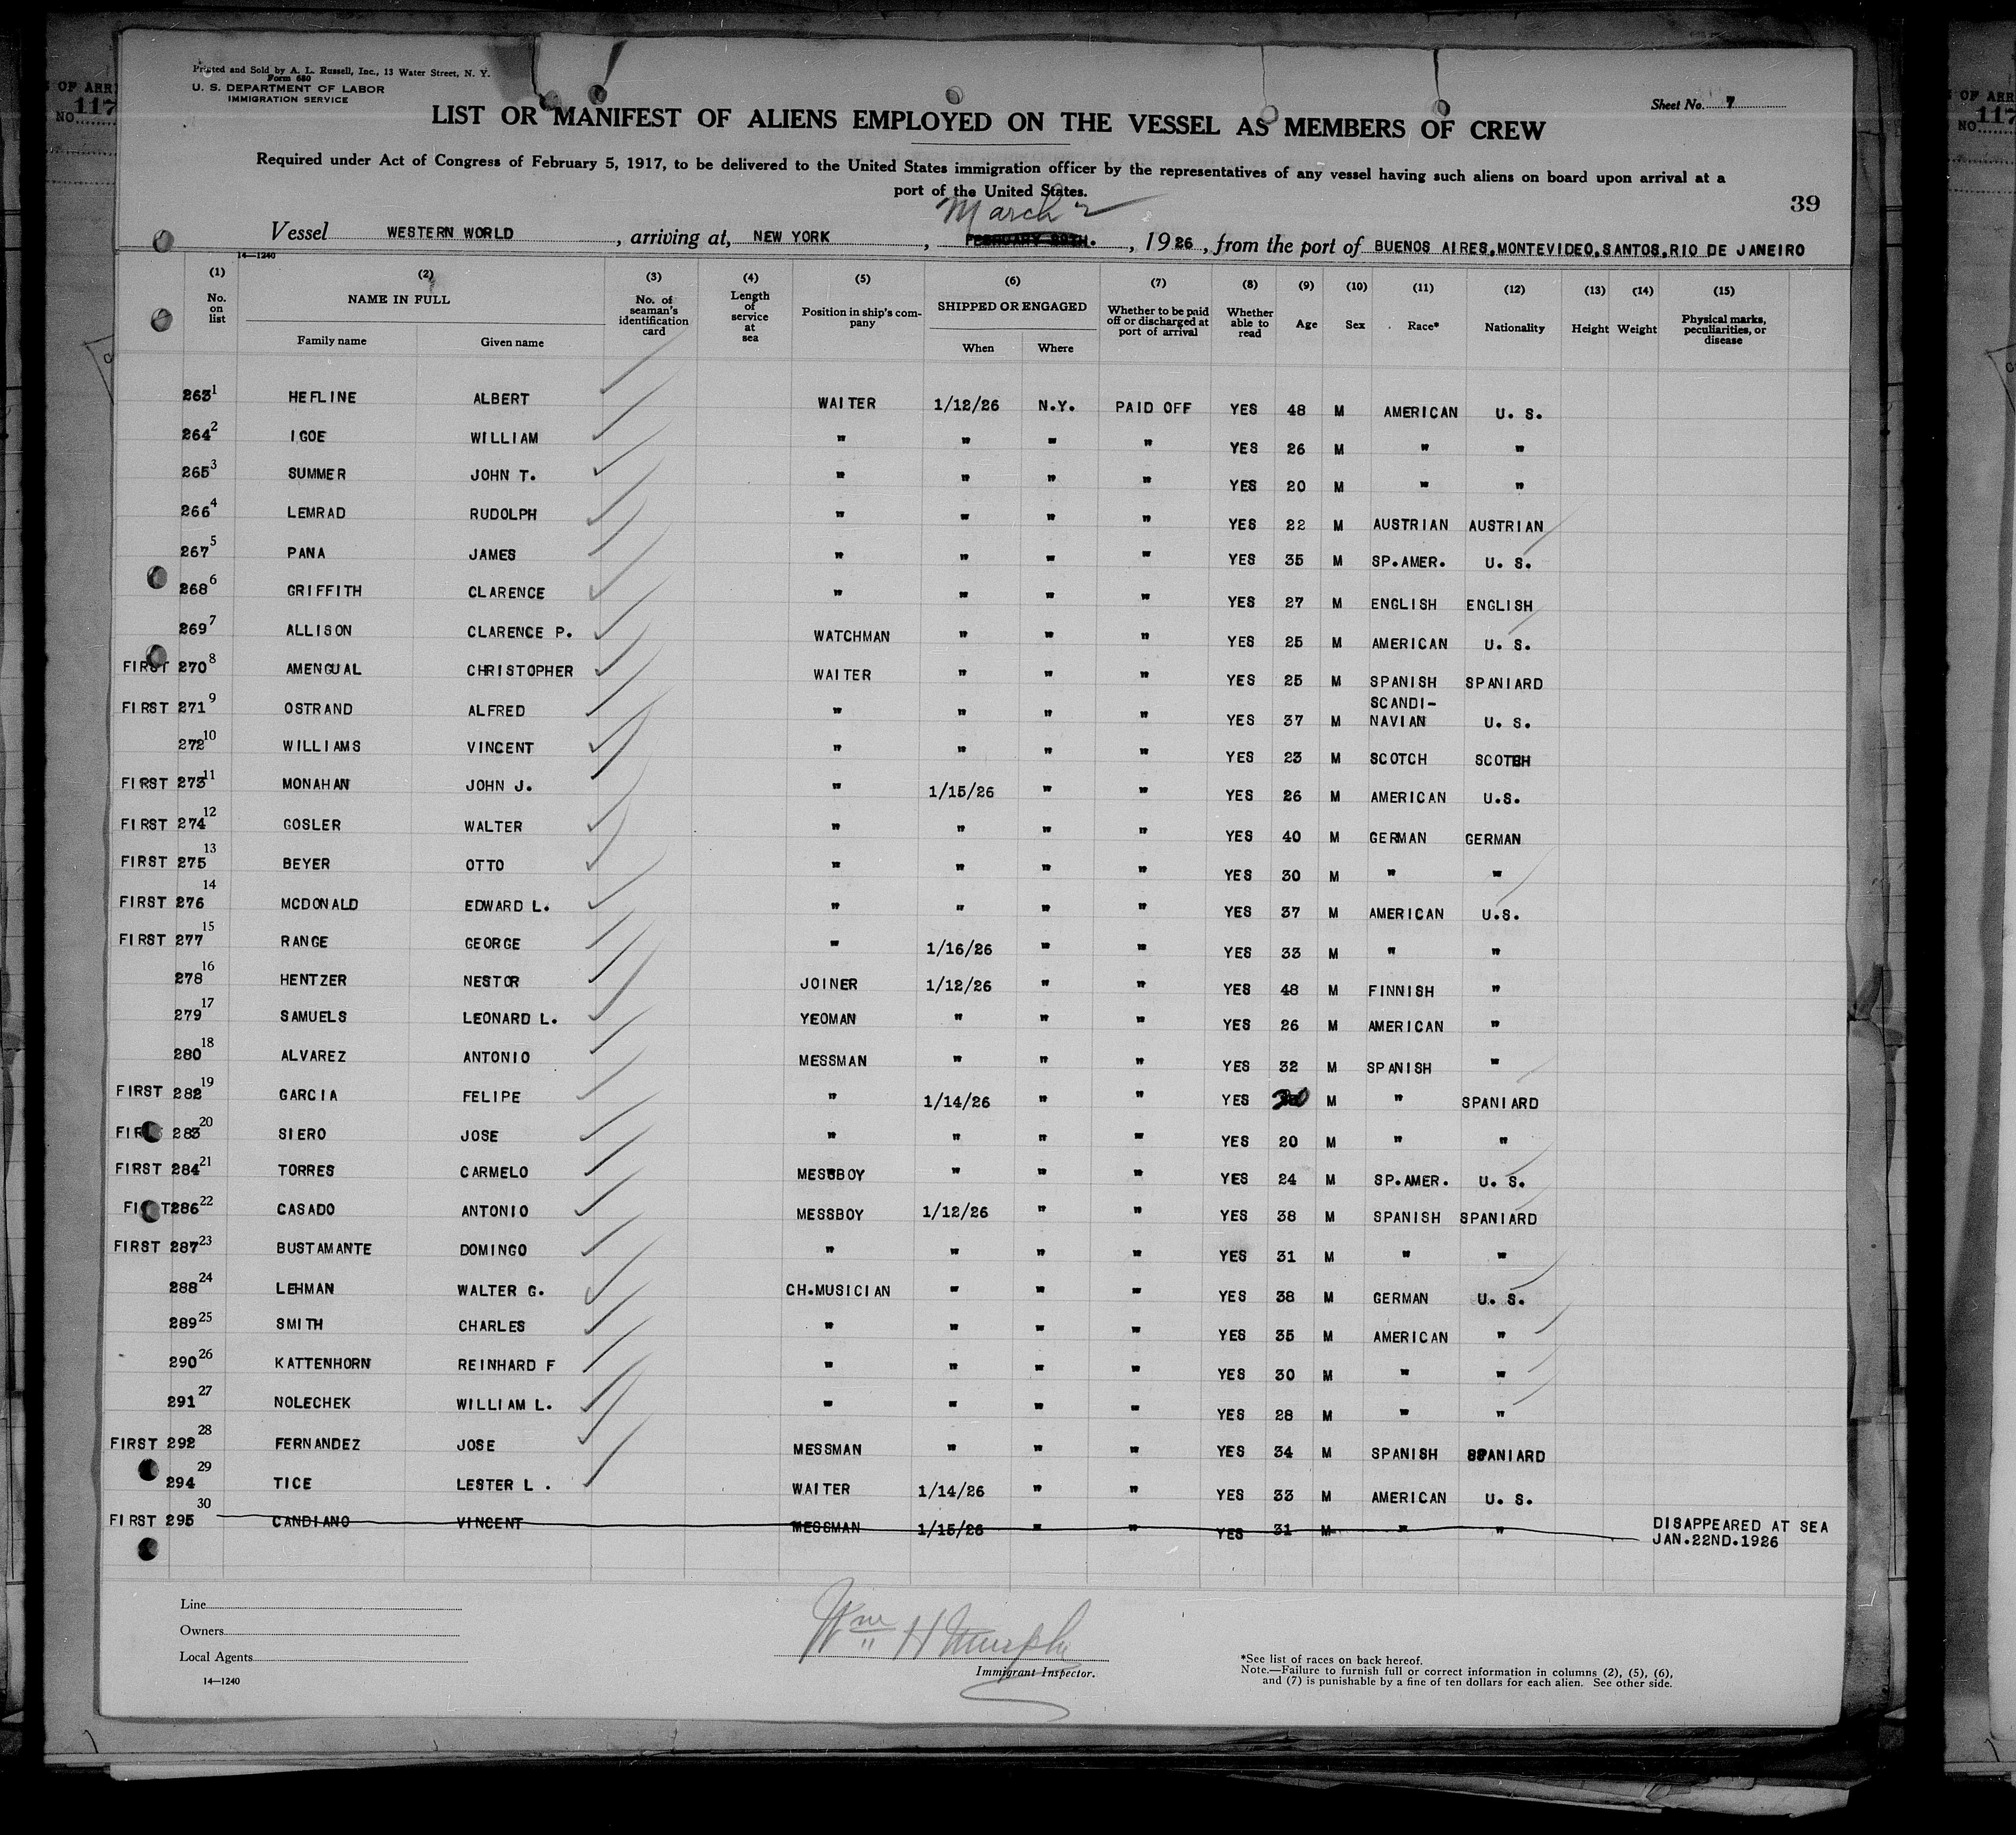 Printed and Sold by A. L. Russell, Inc., 13 Water Street, N. Y.
Form 680
U. S. DEPARTMENT OF LABOR
IMMIGRATION SERVICE
Sheet No. 7
LIST OR MANIFEST OF ALIENS EMPLOYED ON THE VESSEL AS MEMBERS OF CREW
Required under Act of Congress of February 5, 1917, to be delivered to the United States immigration officer by the representatives of any vessel having such aliens on board upon arrival at a
port of the United States.
39
March 2
Vessel WESTERN WORLD, arriving at, NEW YORK, FEBRUARY 29TH., 1926, from the port of BUENOS AIRES,MONTEVIDEO,SANTOS,RIO DE JANEIRO
14—1240
(1) (2) (3) (4) (5) (6) (7) (8) (9) (10) (11) (12) (13) (14) (15)
No. on list NAME IN FULL Family name Given name No. of seaman's identification card Length of service at sea Position in ship's company SHIPPED OR ENGAGED When Where Whether to be paid off or discharged at port of arrival Whether able to read Age Sex Race* Nationality Height Weight Physical marks, peculiarities, or disease
263 1 HEFLINE ALBERT WAITER 1/12/26 N.Y. PAID OFF YES 48 M AMERICAN U. S.
264 2 IGOE WILLIAM " " " " YES 26 M " "
265 3 SUMMER JOHN T. " " " " YES 20 M " "
266 4 LEMRAD RUDOLPH " " " " YES 22 M AUSTRIAN AUSTRIAN
267 5 PANA JAMES " " " " YES 35 M SP.AMER. U. S.
268 6 GRIFFITH CLARENCE " " " " YES 27 M ENGLISH ENGLISH
269 7 ALLISON CLARENCE P. WATCHMAN " " " YES 25 M AMERICAN U. S.
FIRST 270 8 AMENGUAL CHRISTOPHER WAITER " " " YES 25 M SPANISH SPANIARD
FIRST 271 9 OSTRAND ALFRED " " " " YES 37 M SCANDI-NAVIAN U. S.
272 10 WILLIAMS VINCENT " " " " YES 23 M SCOTCH SCOTCH
FIRST 273 11 MONAHAN JOHN J. " 1/15/26 " " YES 26 M AMERICAN U.S.
FIRST 274 12 GOSLER WALTER " " " " YES 40 M GERMAN GERMAN
FIRST 275 13 BEYER OTTO " " " " YES 30 M " "
FIRST 276 14 MCDONALD EDWARD L. " " " " YES 37 M AMERICAN U.S.
FIRST 277 15 RANGE GEORGE " 1/16/26 " " YES 33 M " "
278 16 HENTZER NESTOR JOINER 1/12/26 " " YES 48 M FINNISH "
279 17 SAMUELS LEONARD L. YEOMAN " " " YES 26 M AMERICAN "
280 18 ALVAREZ ANTONIO MESSMAN " " " YES 32 M SPANISH "
FIRST 282 19 GARCIA FELIPE " 1/14/26 " " YES 30 M " SPANIARD
FIRST 283 20 SIERO JOSE " " " " YES 20 M " "
FIRST 284 21 TORRES CARMELO MESSBOY " " " YES 24 M SP.AMER. U. S.
FIRST 286 22 CASADO ANTONIO MESSBOY 1/12/26 " " YES 38 M SPANISH SPANIARD
FIRST 287 23 BUSTAMANTE DOMINGO " " " " YES 31 M " "
288 24 LEHMAN WALTER G. CH.MUSICIAN " " " YES 38 M GERMAN U. S.
289 25 SMITH CHARLES " " " " YES 35 M AMERICAN "
290 26 KATTENHORN REINHARD F " " " " YES 30 M " "
291 27 NOLECHEK WILLIAM L. " " " " YES 28 M " "
FIRST 292 28 FERNANDEZ JOSE MESSMAN " " " YES 34 M SPANISH SPANIARD
294 29 TICE LESTER L . WAITER 1/14/26 " " YES 33 M AMERICAN U. S.
FIRST 295 30 CANDIANO VINCENT MESSMAN 1/15/26 " " YES 31 M " " DISAPPEARED AT SEA
JAN.22ND.1926
Line
Owners
Local Agents
14—1240
Wm H Murphy
Immigrant Inspector.
*See list of races on back hereof.
Note.—Failure to furnish full or correct information in columns (2), (5), (6),
and (7) is punishable by a fine of ten dollars for each alien. See other side.
OF ARR
NO. 117
OF ARR
NO. 117